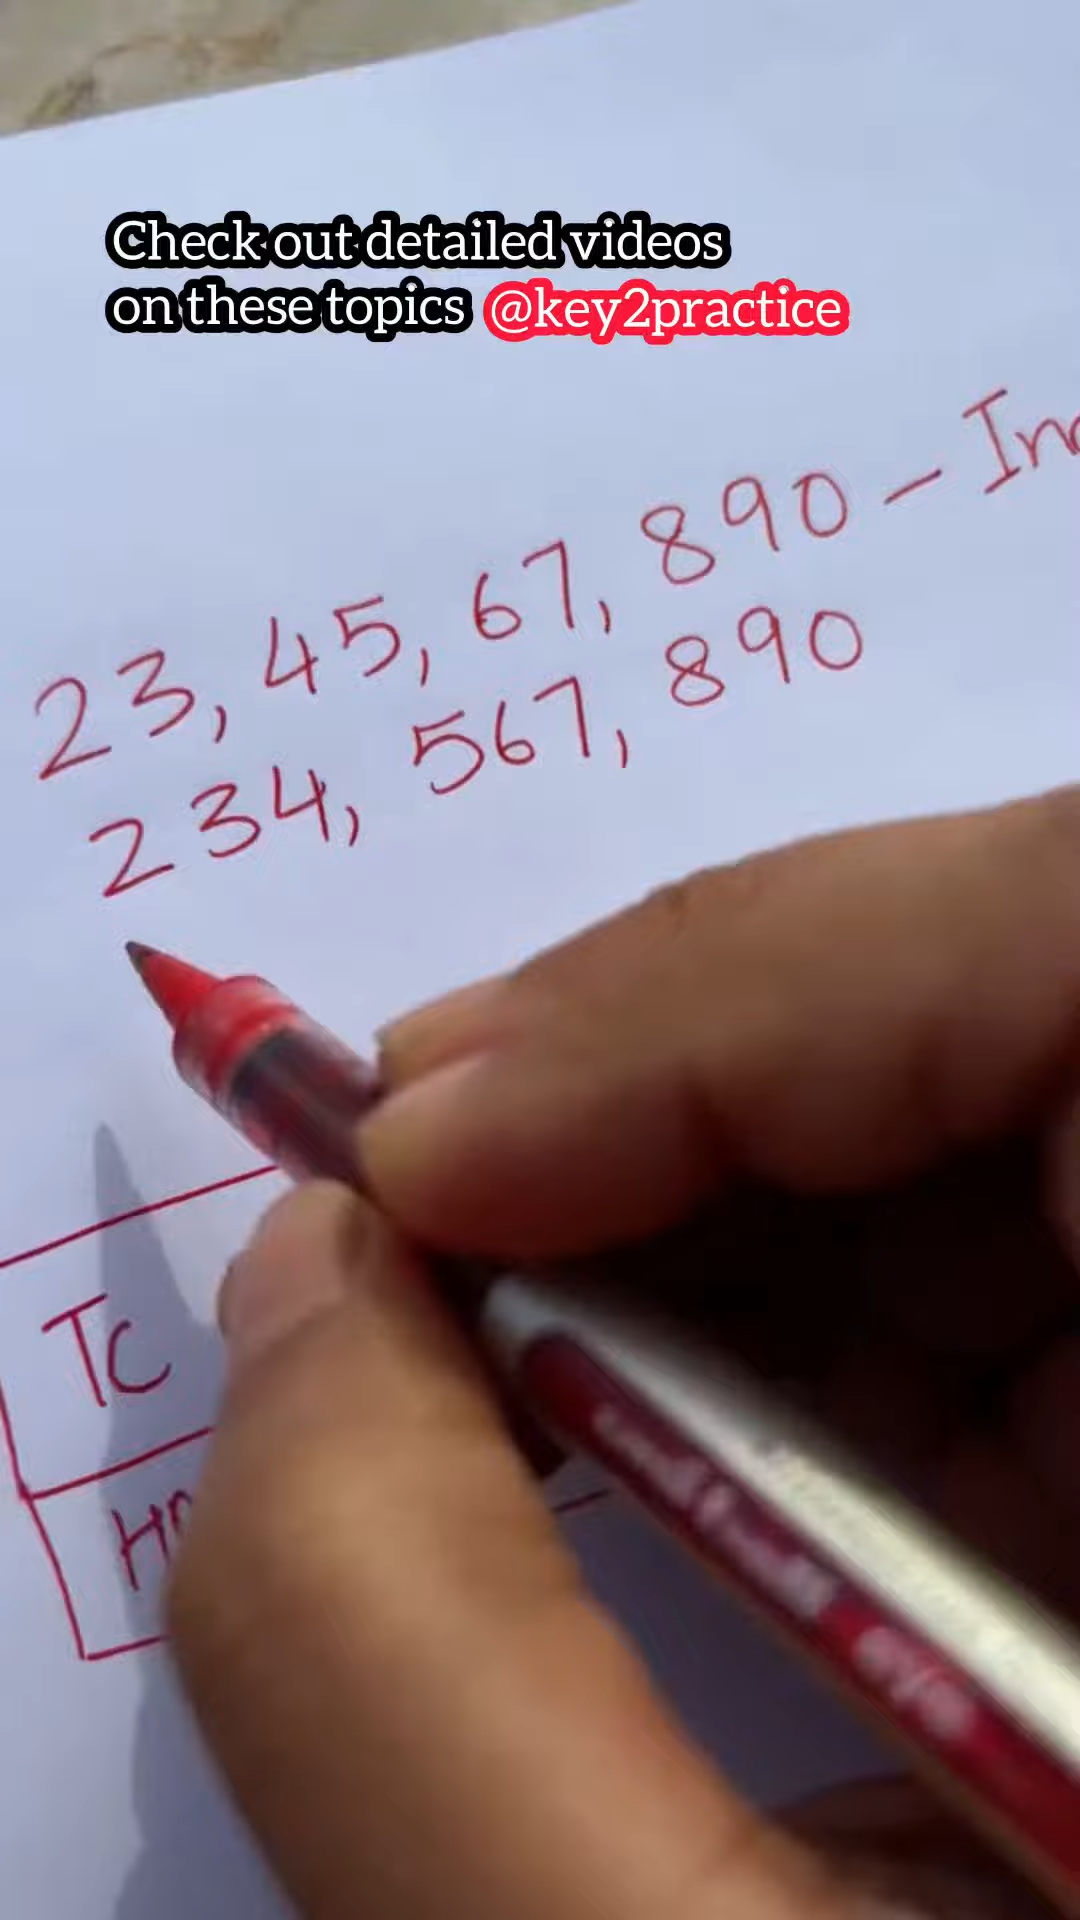 Check out detailed videos
on these topics @key2practice
23, 45, 67, 890 - In
234, 567, 890
TC